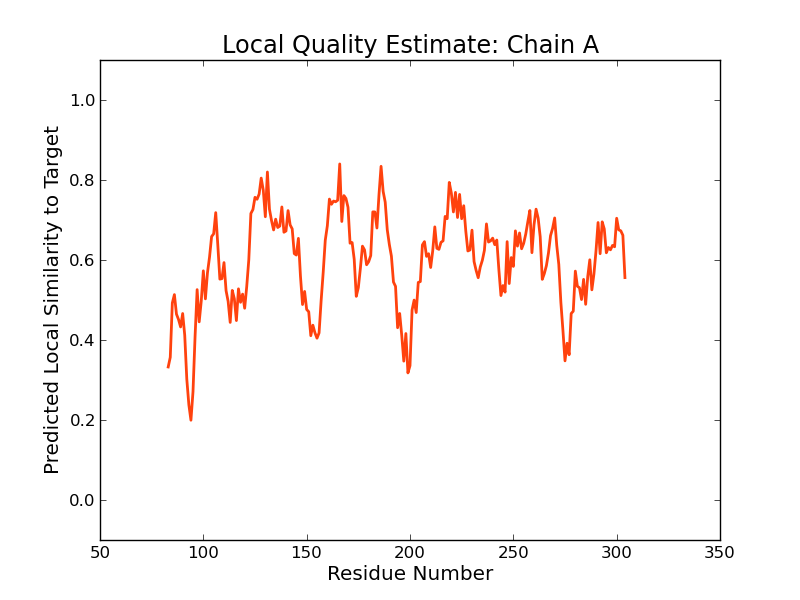 Local Quality Estimate: Chain A
Predicted Local Similarity to Target
1.0
0.8
0.6
0.4
0.2
0.0
50 100 150 200 250 300 350
Residue Number